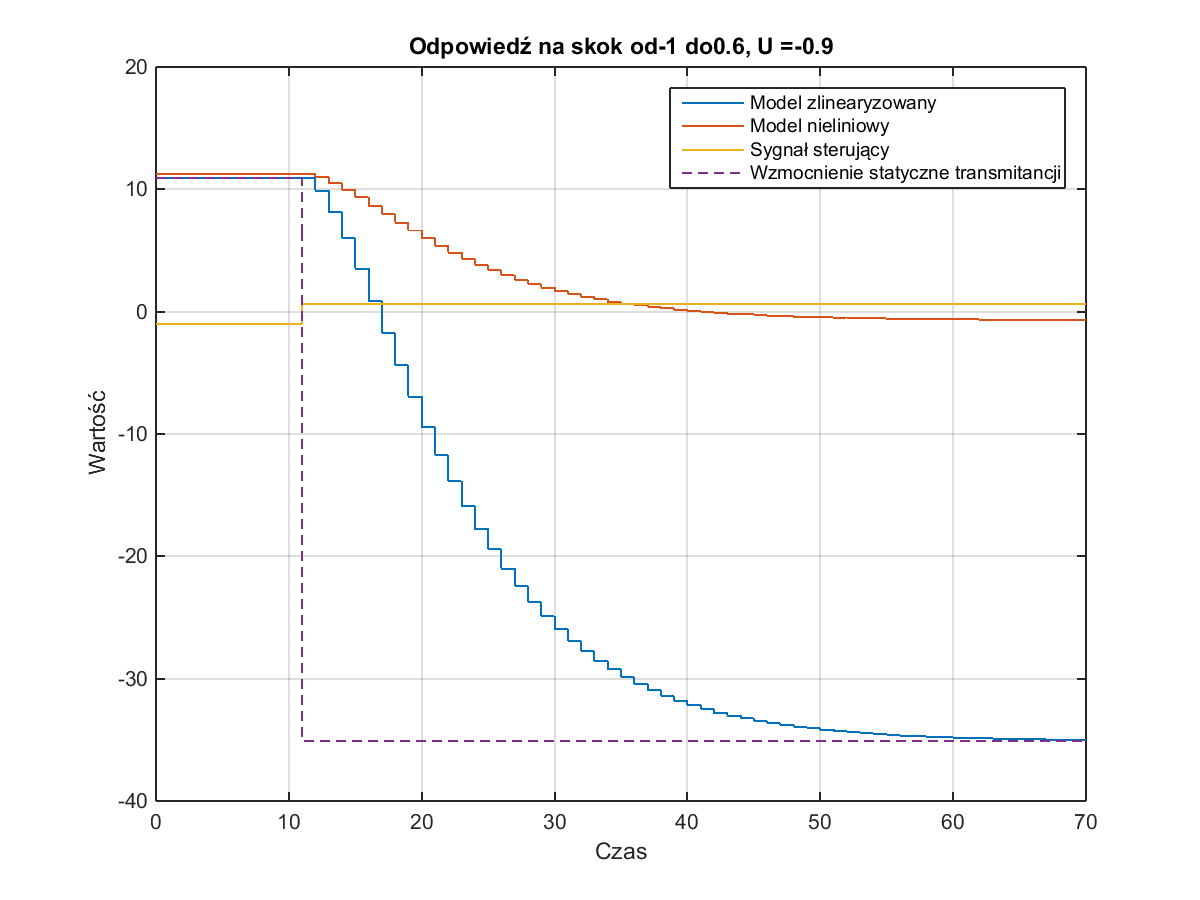 Odpowiedź na skok od-1 do0.6, U =-0.9
20
10
0
-10
-20
-30
-40
Wartość
Model zlinearyzowany
Model nieliniowy
Sygnał sterujący
Wzmocnienie statyczne transmitancji
0 10 20 30 40 50 60 70
Czas